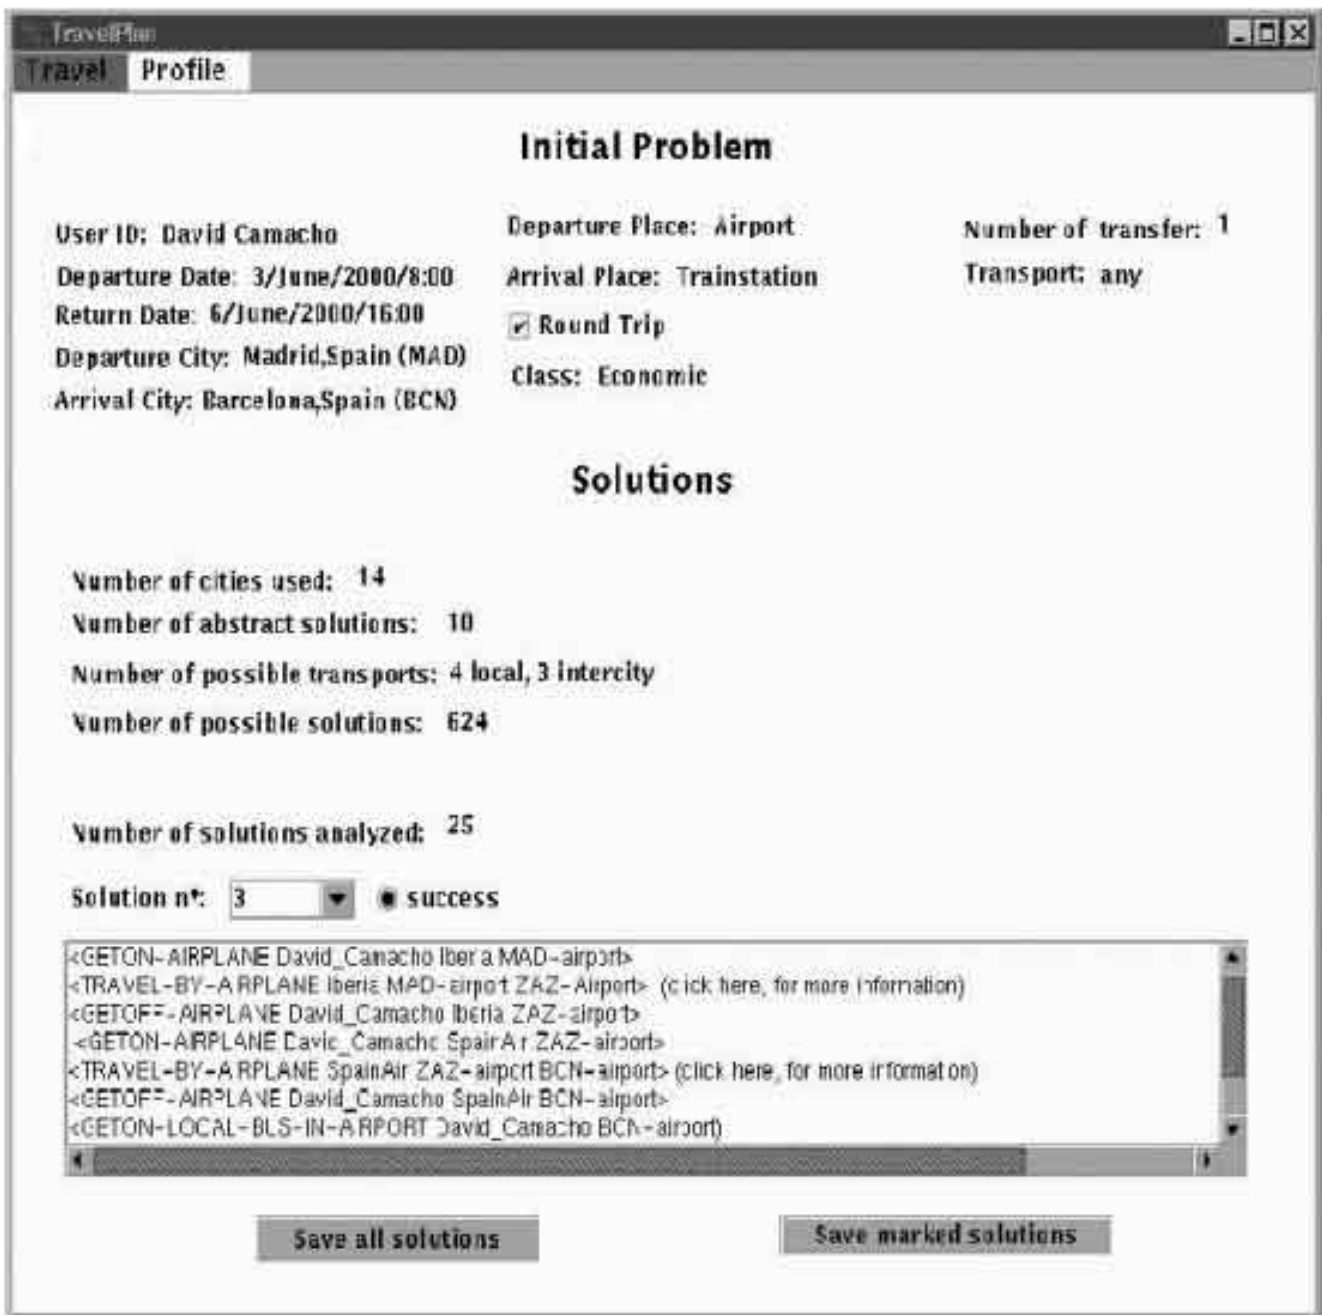 TravelPlan
Travel Profile
Initial Problem
User ID: David Camacho
Departure Date: 3/June/2000/8:00
Return Date: 6/June/2000/16:00
Departure City: Madrid,Spain (MAD)
Arrival City: Barcelona,Spain (BCN)
Departure Place: Airport
Arrival Place: Trainstation
Round Trip
Class: Economic
Number of transfer: 1
Transport: any
Solutions
Number of cities used: 14
Number of abstract solutions: 10
Number of possible transports: 4 local, 3 intercity
Number of possible solutions: 624
Number of solutions analyzed: 25
Solution nº: 3 success
<GETON-AIRPLANE David_Camacho Iberia MAD-airport>
<TRAVEL-BY-AIRPLANE Iberia MAD-airport ZAZ-Airport> (click here, for more information)
<GETOFF-AIRPLANE David_Camacho Iberia ZAZ-airport>
<GETON-AIRPLANE David_Camacho SpainAir ZAZ-airport>
<TRAVEL-BY-AIRPLANE SpainAir ZAZ-airport BCN-airport> (click here, for more information)
<GETOFF-AIRPLANE David_Camacho SpainAir BCN-airport>
<GETON-LOCAL-BUS-IN-AIRPORT David_Camacho BCN-airport)
Save all solutions
Save marked solutions